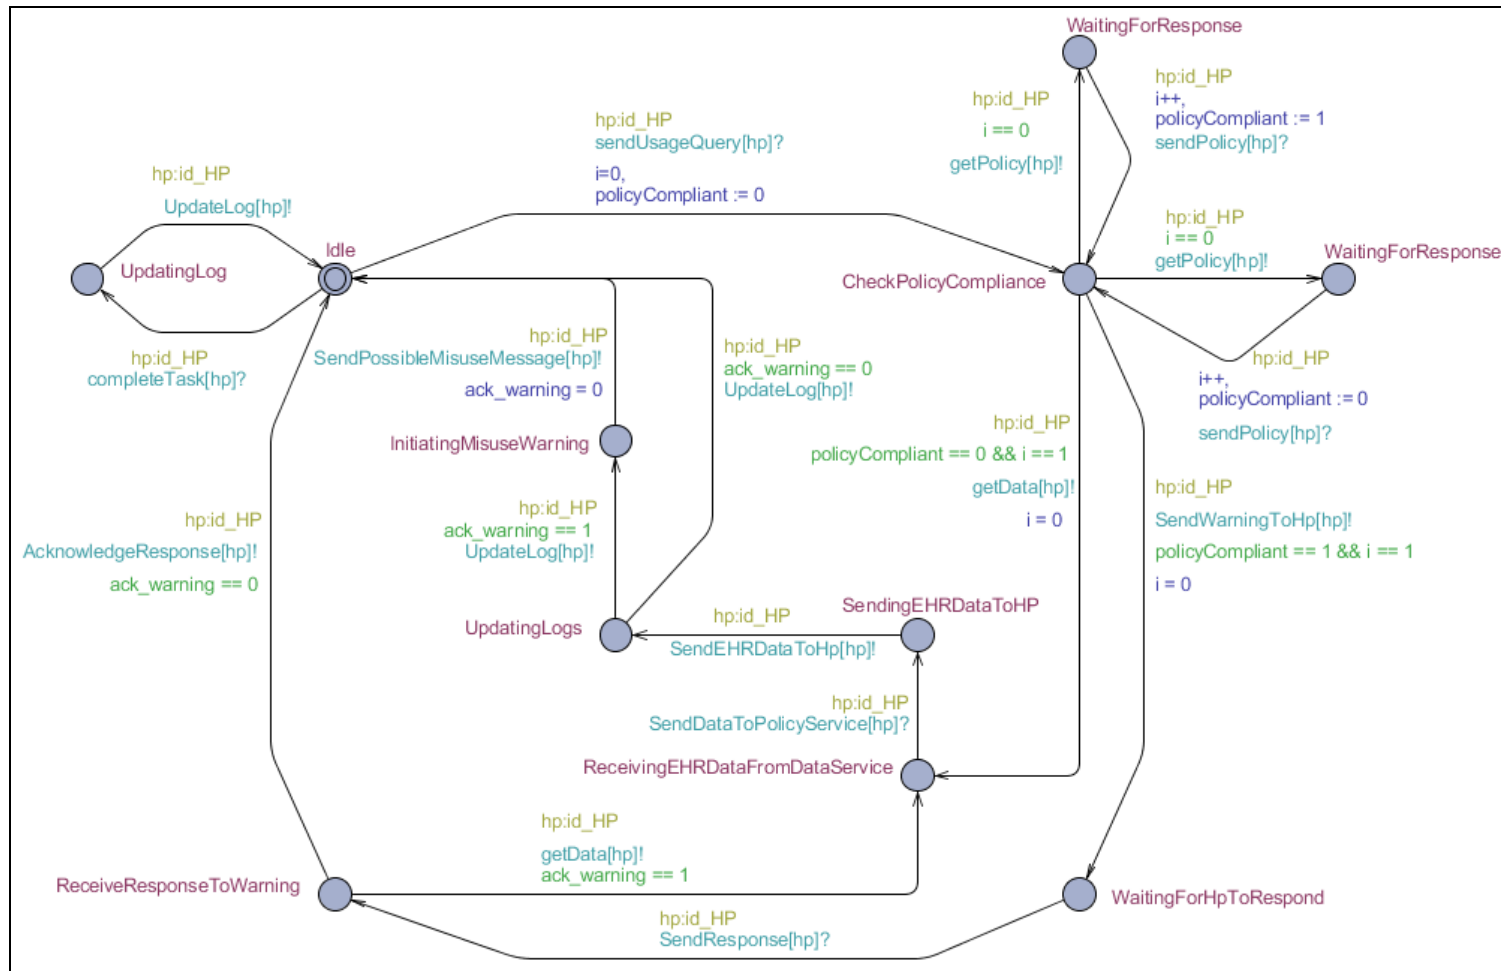 WaitingForResponse
hp:id_HP
i++,
policyCompliant := 1
sendPolicy[hp]?
hp:id_HP
i == 0
getPolicy[hp]!
hp:id_HP
sendUsageQuery[hp]?
i=0,
policyCompliant := 0
hp:id_HP
UpdateLog[hp]!
hp:id_HP
i == 0
getPolicy[hp]!
Idle
UpdatingLog
WaitingForResponse
CheckPolicyCompliance
hp:id_HP
completeTask[hp]?
hp:id_HP
SendPossibleMisuseMessage[hp]!
ack_warning = 0
hp:id_HP
ack_warning == 0
UpdateLog[hp]!
hp:id_HP
i++,
policyCompliant := 0
sendPolicy[hp]?
InitiatingMisuseWarning
hp:id_HP
policyCompliant == 0 && i == 1
getData[hp]!
i = 0
hp:id_HP
SendWarningToHp[hp]!
policyCompliant == 1 && i == 1
i = 0
hp:id_HP
AcknowledgeResponse[hp]!
ack_warning == 0
hp:id_HP
ack_warning == 1
UpdateLog[hp]!
UpdatingLogs
hp:id_HP
SendEHRDataToHp[hp]!
SendingEHRDataToHP
hp:id_HP
SendDataToPolicyService[hp]?
ReceivingEHRDataFromDataService
hp:id_HP
getData[hp]!
ack_warning == 1
ReceiveResponseToWarning
WaitingForHpToRespond
hp:id_HP
SendResponse[hp]?